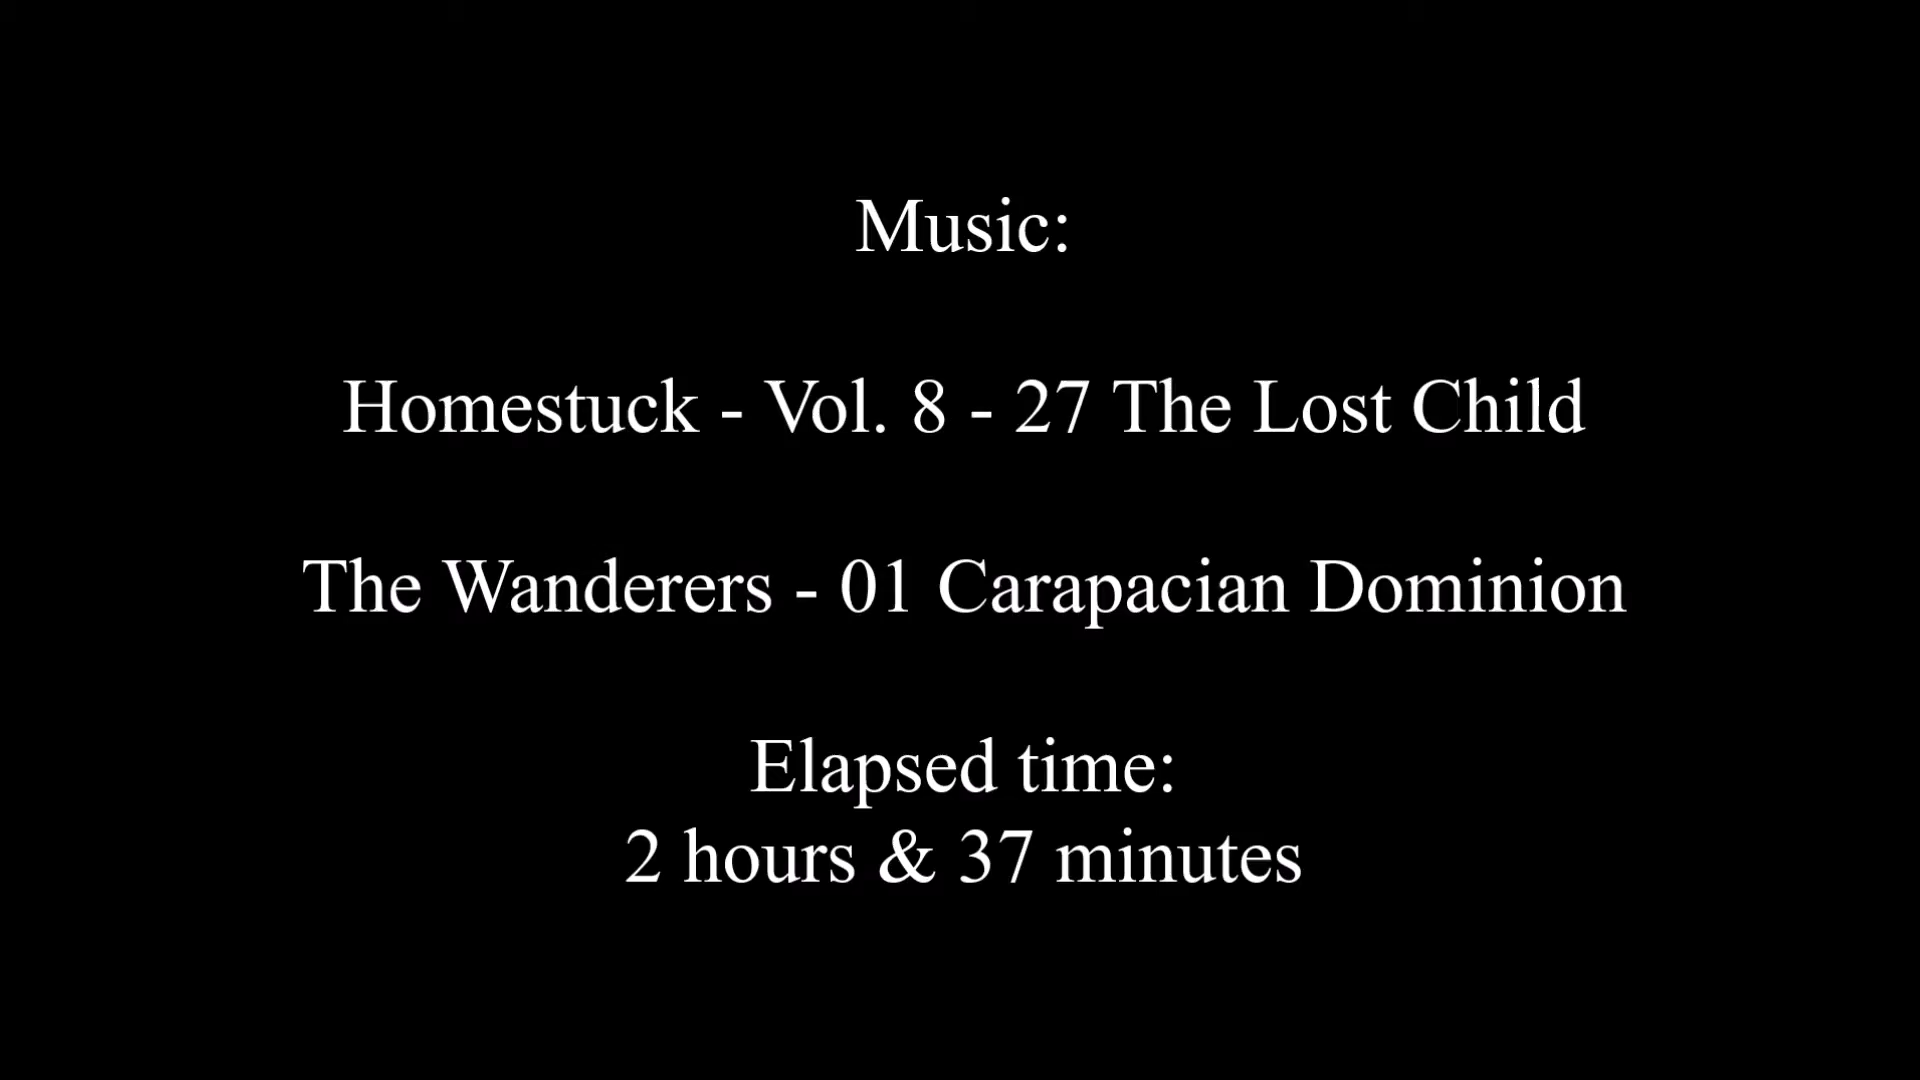 Music:
Homestuck - Vol. 8 - 27 The Lost Child
The Wanderers - 01 Carapacian Dominion
Elapsed time:
2 hours & 37 minutes